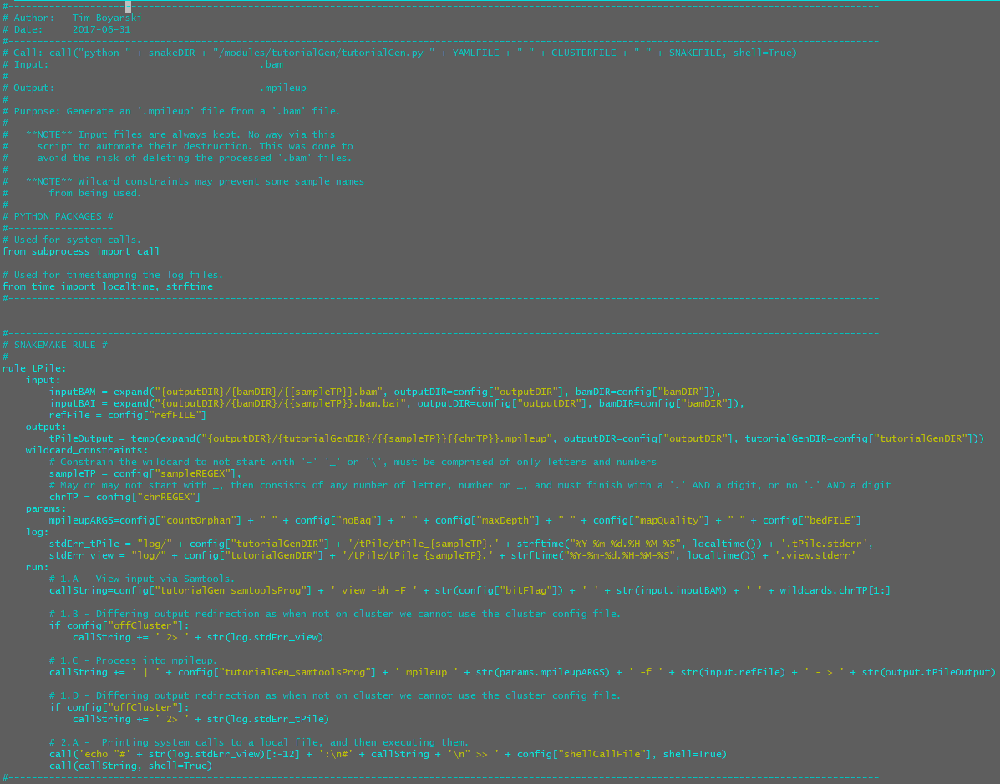 #-----------------------------------------------------------------------------------------------------------------------------------------------------
# Author:   Tim Boyarski
# Date:     2017-06-31
#-----------------------------------------------------------------------------------------------------------------------------------------------------
# Call: call("python " + snakeDIR + "/modules/tutorialGen/tutorialGen.py " + YAMLFILE + " " + CLUSTERFILE + " " + SNAKEFILE, shell=True)
# Input:                                    .bam
#
# Output:                                   .mpileup
#
# Purpose: Generate an '.mpileup' file from a '.bam' file.
#
#   **NOTE** Input files are always kept. No way via this
#     script to automate their destruction. This was done to
#     avoid the risk of deleting the processed '.bam' files.
#
#   **NOTE** Wilcard constraints may prevent some sample names
#       from being used.
#-----------------------------------------------------------------------------------------------------------------------------------------------------
# PYTHON PACKAGES #
#------------------
# Used for system calls.
from subprocess import call

# Used for timestamping the log files.
from time import localtime, strftime
#-----------------------------------------------------------------------------------------------------------------------------------------------------


#-----------------------------------------------------------------------------------------------------------------------------------------------------
# SNAKEMAKE RULE #
#-----------------
rule tPile:
    input:
        inputBAM = expand("{outputDIR}/{bamDIR}/{{sampleTP}}.bam", outputDIR=config["outputDIR"], bamDIR=config["bamDIR"]),
        inputBAI = expand("{outputDIR}/{bamDIR}/{{sampleTP}}.bam.bai", outputDIR=config["outputDIR"], bamDIR=config["bamDIR"]),
        refFile = config["refFILE"]
    output:
        tPileOutput = temp(expand("{outputDIR}/{tutorialGenDIR}/{{sampleTP}}{{chrTP}}.mpileup", outputDIR=config["outputDIR"], tutorialGenDIR=config["tutorialGenDIR"]))
    wildcard_constraints:
        # Constrain the wildcard to not start with '-' '_' or '\', must be comprised of only letters and numbers
        sampleTP = config["sampleREGEX"],
        # May or may not start with _, then consists of any number of letter, number or _, and must finish with a '.' AND a digit, or no '.' AND a digit
        chrTP = config["chrREGEX"]
    params:
        mpileupARGS=config["countOrphan"] + " " + config["noBaq"] + " " + config["maxDepth"] + " " + config["mapQuality"] + " " + config["bedFILE"]
    log:
        stdErr_tPile = "log/" + config["tutorialGenDIR"] + '/tPile/tPile_{sampleTP}.' + strftime("%Y-%m-%d.%H-%M-%S", localtime()) + '.tPile.stderr',
        stdErr_view = "log/" + config["tutorialGenDIR"] + '/tPile/tPile_{sampleTP}.' + strftime("%Y-%m-%d.%H-%M-%S", localtime()) + '.view.stderr'
    run:
        # 1.A - View input via Samtools.
        callString=config["tutorialGen_samtoolsProg"] + ' view -bh -F ' + str(config["bitFlag"]) + ' ' + str(input.inputBAM) + ' ' + wildcards.chrTP[1:]

        # 1.B - Differing output redirection as when not on cluster we cannot use the cluster config file.
        if config["offCluster"]:
            callString += ' 2> ' + str(log.stdErr_view)

        # 1.C - Process into mpileup.
        callString += ' | ' + config["tutorialGen_samtoolsProg"] + ' mpileup ' + str(params.mpileupARGS) + ' -f ' + str(input.refFile) + ' - > ' + str(output.tPileOutput)

        # 1.D - Differing output redirection as when not on cluster we cannot use the cluster config file.
        if config["offCluster"]:
            callString += ' 2> ' + str(log.stdErr_tPile)

        # 2.A -  Printing system calls to a local file, and then executing them.
        call('echo "#' + str(log.stdErr_view)[:-12] + ':\n#' + callString + '\n" >> ' + config["shellCallFile"], shell=True)
        call(callString, shell=True)
#-----------------------------------------------------------------------------------------------------------------------------------------------------